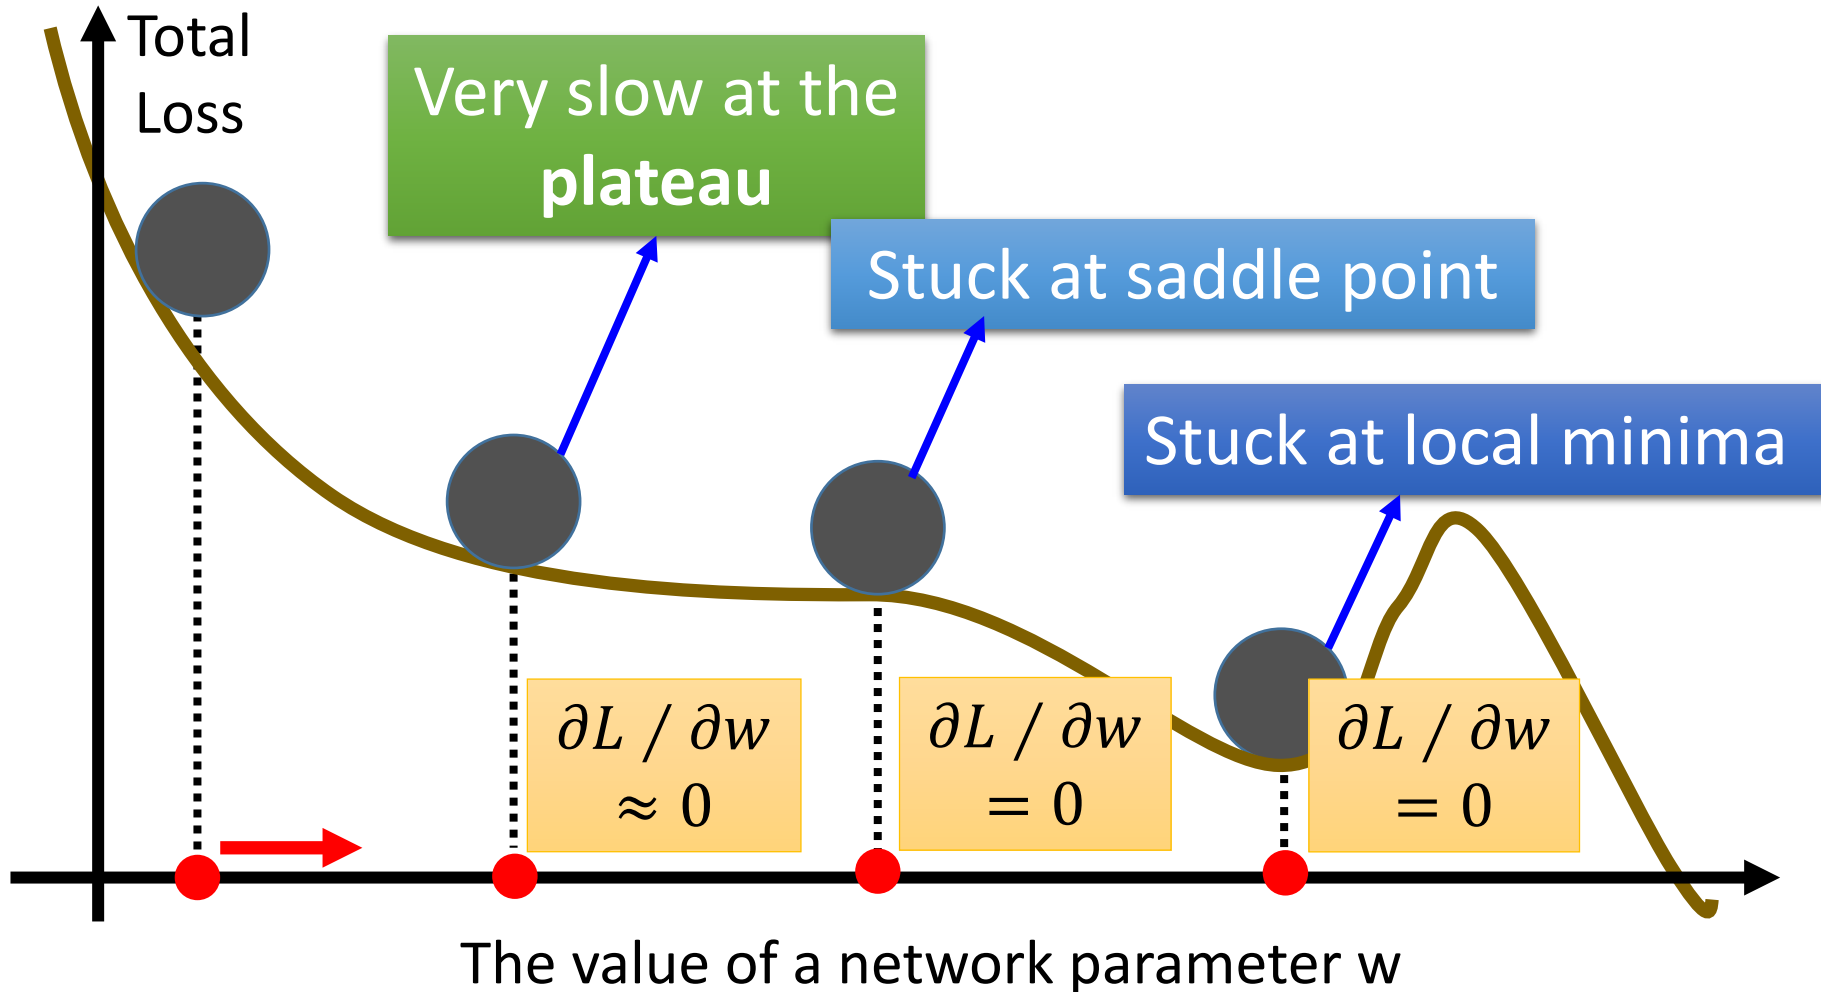 Total
Loss
Very slow at the
plateau
Stuck at saddle point
Stuck at local minima
∂L / ∂w
≈ 0
∂L / ∂w
= 0
∂L / ∂w
= 0
The value of a network parameter w